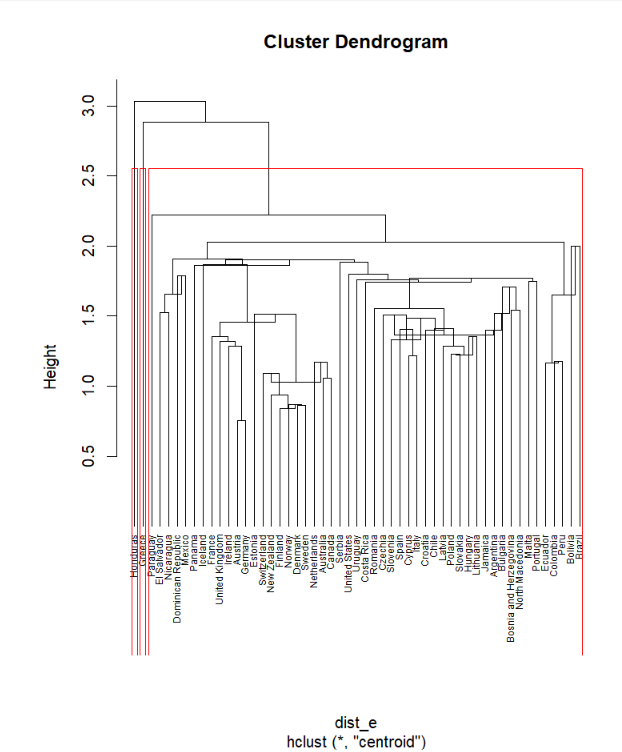 Cluster Dendrogram
Height
3.0
2.5
2.0
1.5
1.0
0.5
Honduras
Greece
Paraguay
El Salvador
Nicaragua
Dominican Republic
Mexico
Panama
Iceland
France
United Kingdom
Ireland
Austria
Germany
Estonia
Switzerland
New Zealand
Finland
Norway
Denmark
Sweden
Netherlands
Australia
Canada
Serbia
United States
Uruguay
Costa Rica
Romania
Czechia
Slovenia
Spain
Cyprus
Italy
Croatia
Chile
Latvia
Poland
Slovakia
Hungary
Lithuania
Jamaica
Argentina
Bulgaria
Bosnia and Herzegovina
North Macedonia
Malta
Portugal
Ecuador
Colombia
Peru
Bolivia
Brazil
dist_e
hclust (*, "centroid")